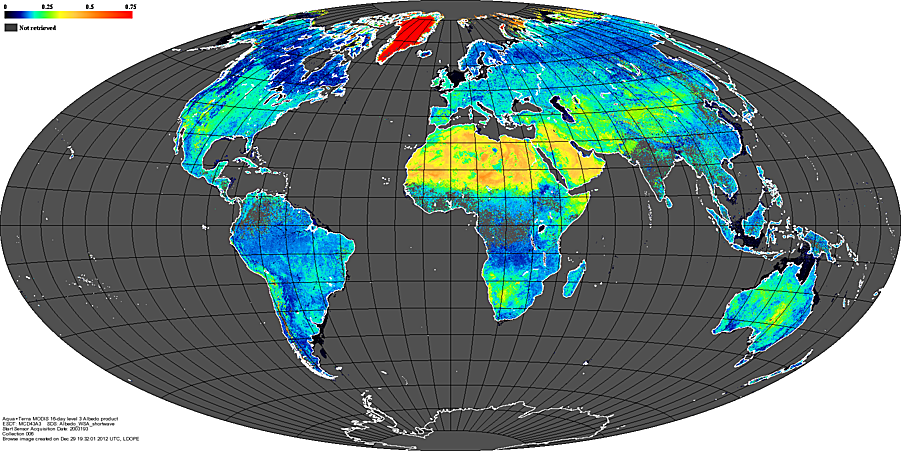 0 0.25 0.5 0.75
Not retrieved
Aqua+Terra MODIS 16-day level 3 Albedo product
ESDT: MCD43A3 SDS: Albedo_WSA_shortwave
Start Sensor Acquisition Date: 2003193
Collection 005
Browse image created on Dec 29 19:32:01 2012 UTC, LDOPE